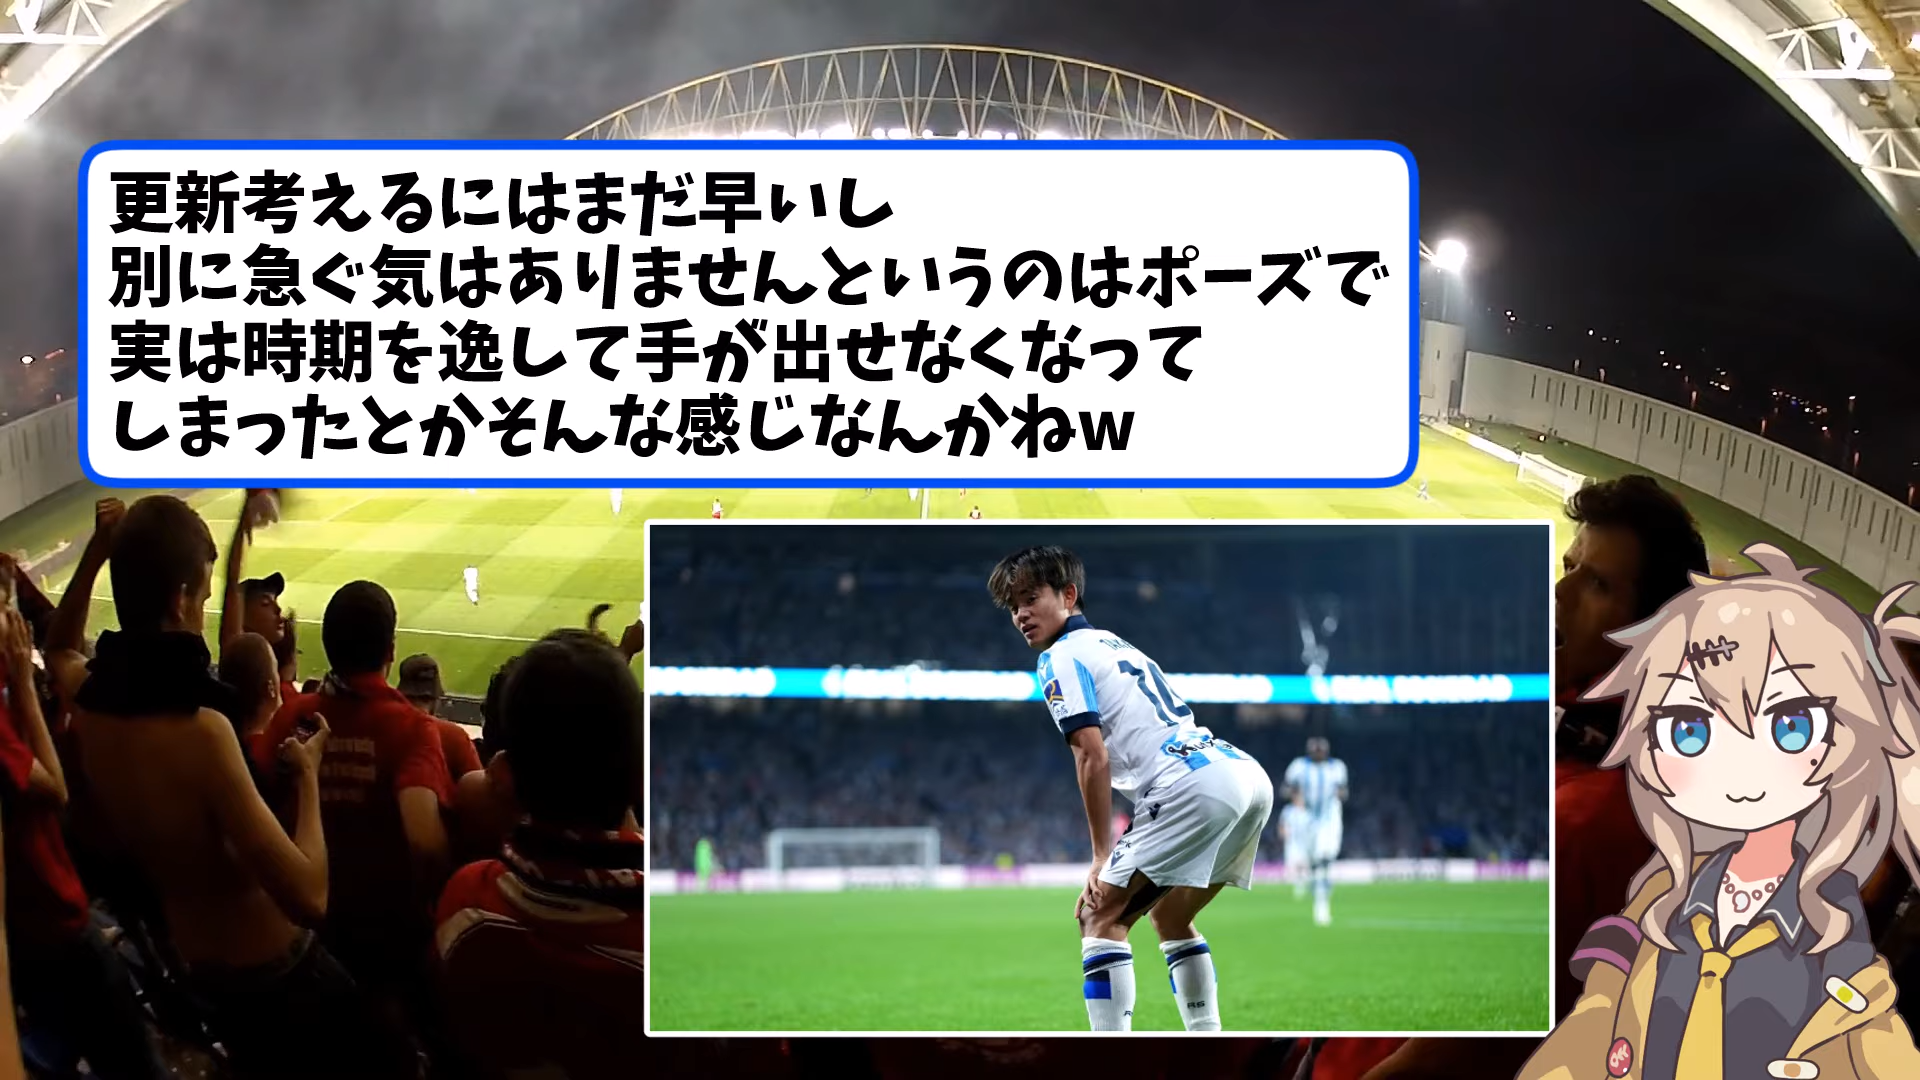 更新考えるにはまだ早いし
別に急ぐ気はありませんというのはポーズで
実は時期を逸して手が出せなくなって
しまったとかそんな感じなんかねw
14
RS